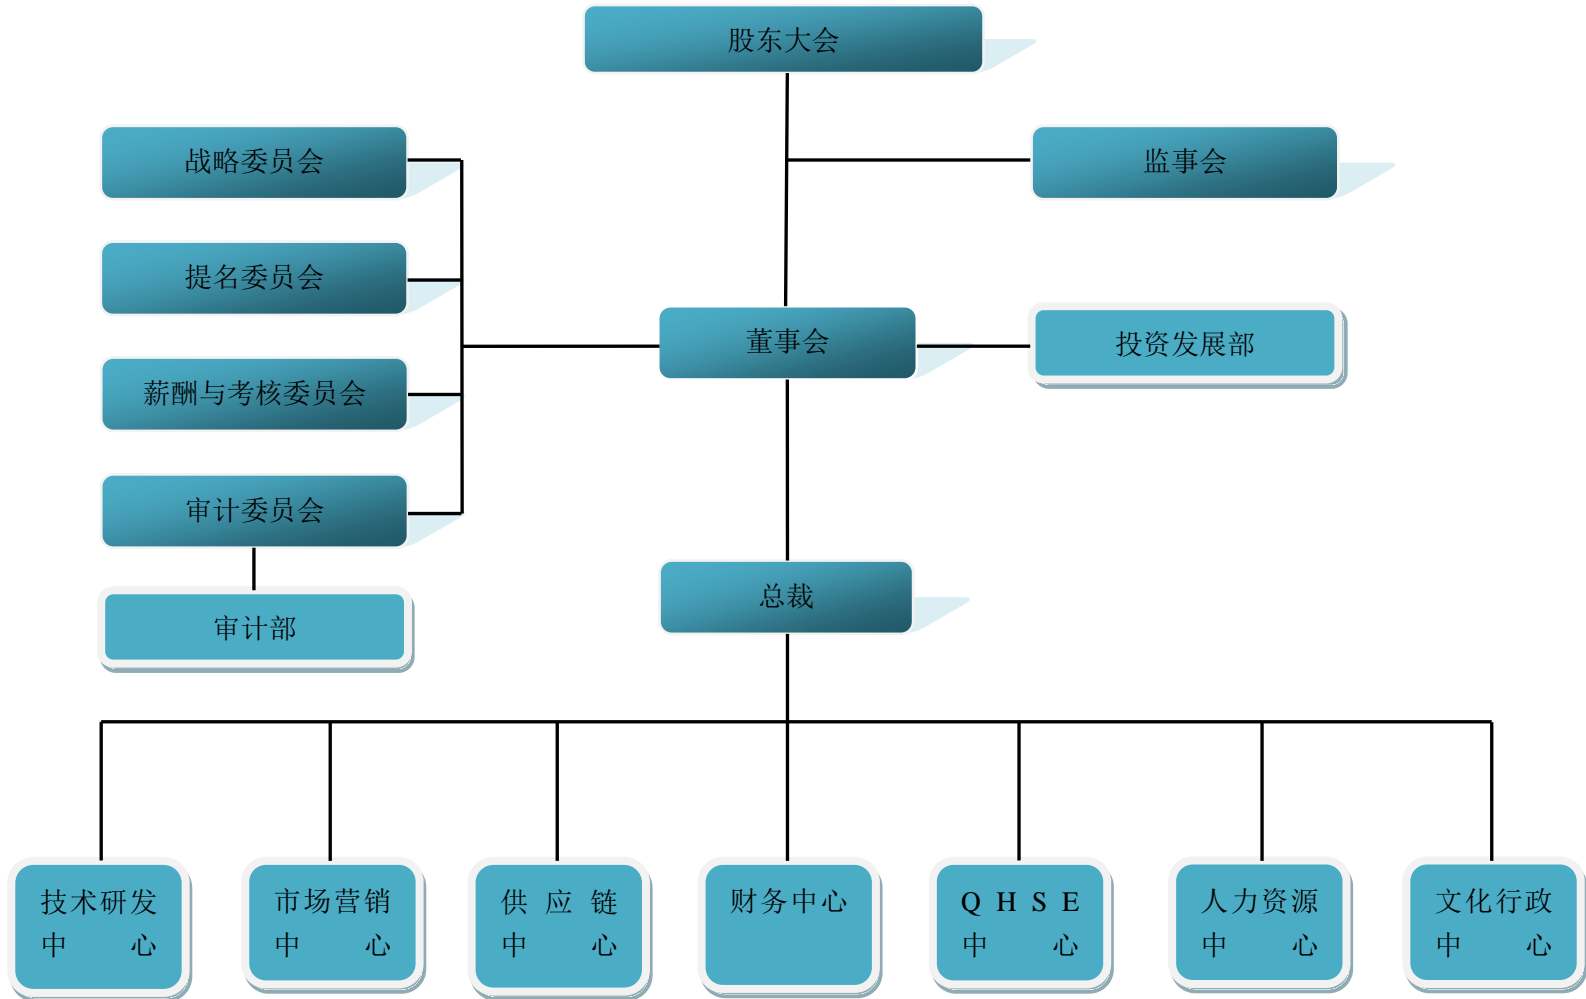 股东大会
战略委员会
监事会
提名委员会
董事会
投资发展部
薪酬与考核委员会
审计委员会
总裁
审计部
技术研发
中心
市场营销
中心
供应链
中心
财务中心
QHSE
中心
人力资源
中心
文化行政
中心